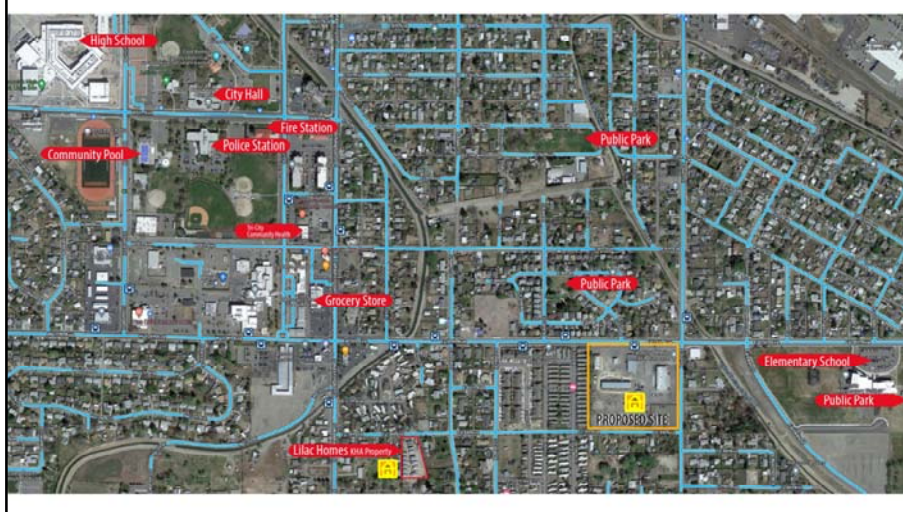 High School
City Hall
Fire Station
Police Station
Public Park
Community Pool
Tri-City
Community Health
Public Park
Grocery Store
Elementary School
Public Park
PROPOSED SITE
Lilac Homes KHA Property